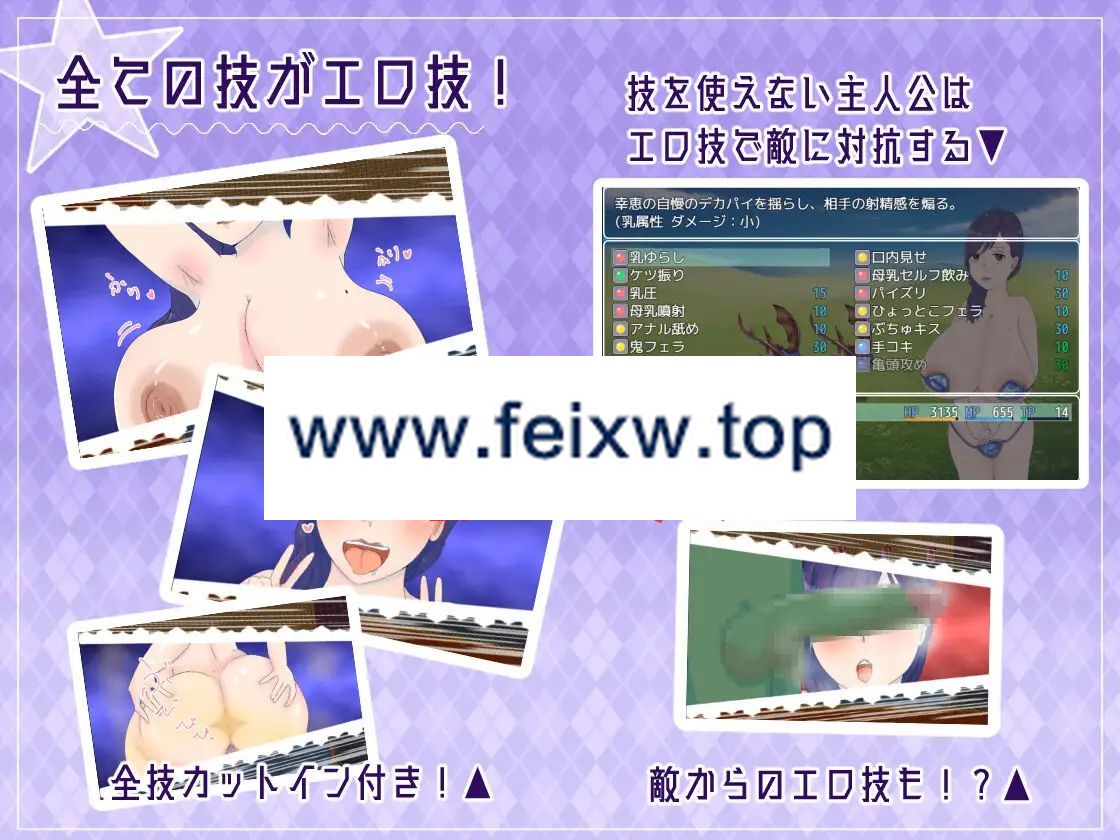 全ての技がエロ技！
技を使えない主人公は
エロ技で敵に対抗する▼
幸恵の自慢のデカパイを揺らし、相手の射精感を煽る。
(乳属性 ダメージ：小)
乳ゆらし 口内見せ
ケツ振り 母乳セルフ飲み 10
乳圧 15 パイズリ 30
母乳噴射 10 ひょっとこフェラ 10
アナル舐め 10 ぶちゅキス 30
鬼フェラ 30 手コキ 10
亀頭攻め 30
HP 3135 MP 655 TP 14
www.feixw.top
全技カットイン付き！▲
敵からのエロ技も！？▲